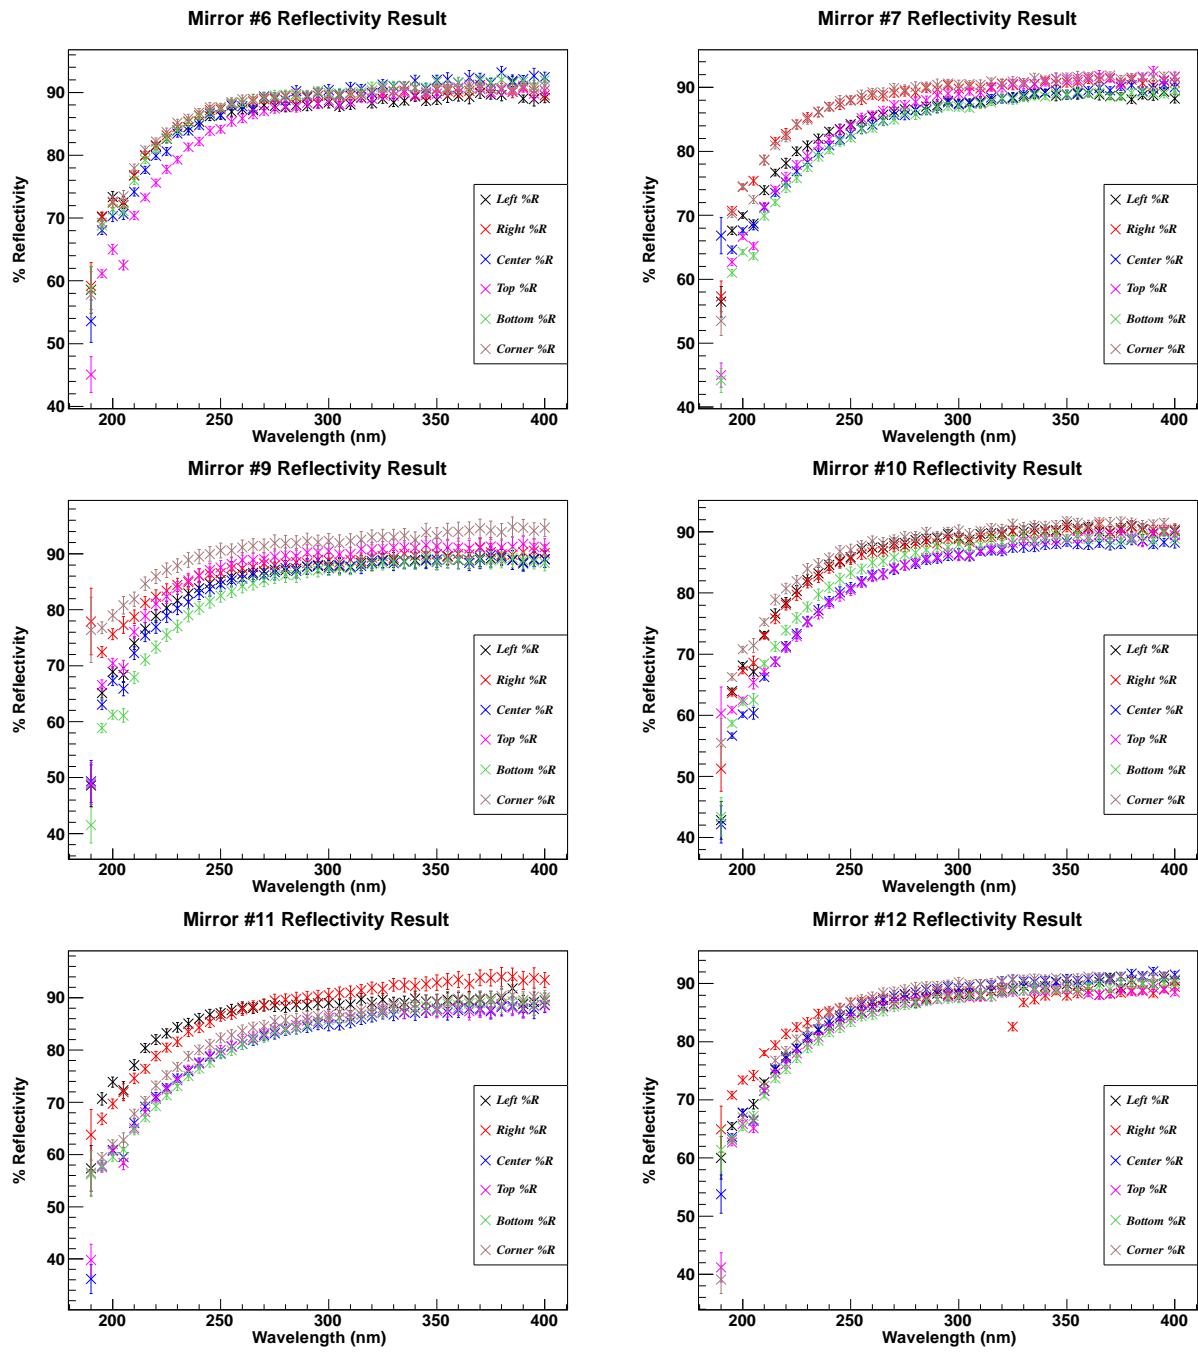 Mirror #6 Reflectivity Result
% Reflectivity
90
80
70
60
50
40
Left %R
Right %R
Center %R
Top %R
Bottom %R
Corner %R
200 250 300 350 400
Wavelength (nm)
Mirror #7 Reflectivity Result
% Reflectivity
90
80
70
60
50
40
Left %R
Right %R
Center %R
Top %R
Bottom %R
Corner %R
200 250 300 350 400
Wavelength (nm)
Mirror #9 Reflectivity Result
% Reflectivity
90
80
70
60
50
40
Left %R
Right %R
Center %R
Top %R
Bottom %R
Corner %R
200 250 300 350 400
Wavelength (nm)
Mirror #10 Reflectivity Result
% Reflectivity
90
80
70
60
50
40
Left %R
Right %R
Center %R
Top %R
Bottom %R
Corner %R
200 250 300 350 400
Wavelength (nm)
Mirror #11 Reflectivity Result
% Reflectivity
90
80
70
60
50
40
Left %R
Right %R
Center %R
Top %R
Bottom %R
Corner %R
200 250 300 350 400
Wavelength (nm)
Mirror #12 Reflectivity Result
% Reflectivity
90
80
70
60
50
40
Left %R
Right %R
Center %R
Top %R
Bottom %R
Corner %R
200 250 300 350 400
Wavelength (nm)